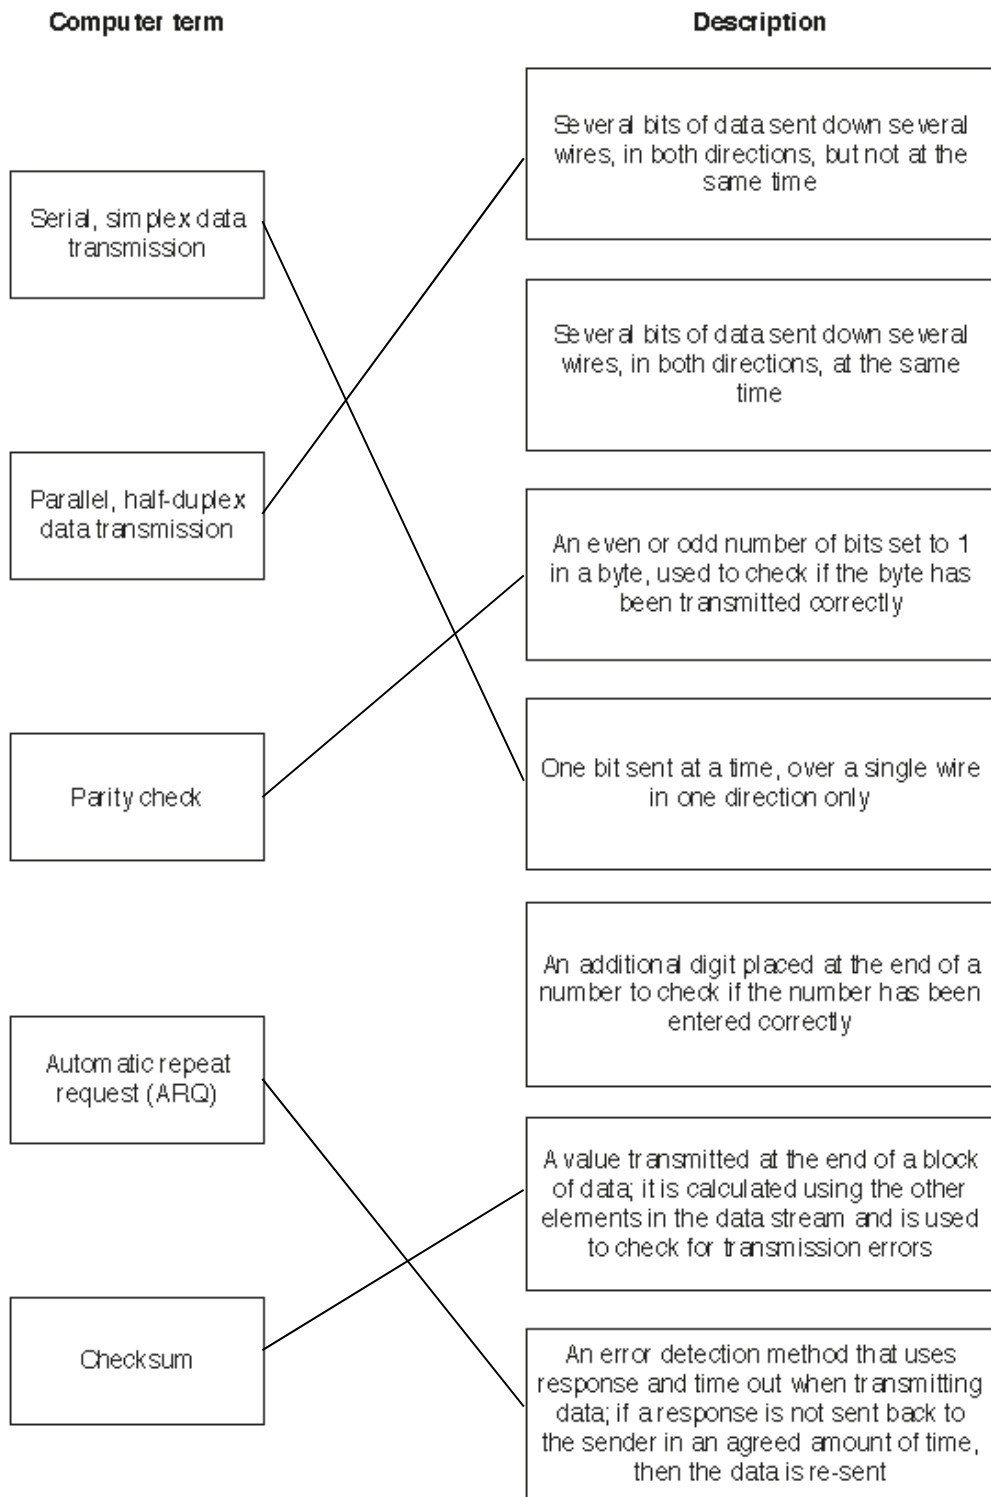 Computer term
Description
Serial, simplex data
transmission
Parallel, half-duplex
data transmission
Parity check
Automatic repeat
request (ARQ)
Checksum
Several bits of data sent down several
wires, in both directions, but not at the
same time
Several bits of data sent down several
wires, in both directions, at the same
time
An even or odd number of bits set to 1
in a byte, used to check if the byte has
been transmitted correctly
One bit sent at a time, over a single wire
in one direction only
An additional digit placed at the end of a
number to check if the number has been
entered correctly
A value transmitted at the end of a block
of data; it is calculated using the other
elements in the data stream and is used
to check for transmission errors
An error detection method that uses
response and time out when transmitting
data; if a response is not sent back to
the sender in an agreed amount of time,
then the data is re-sent